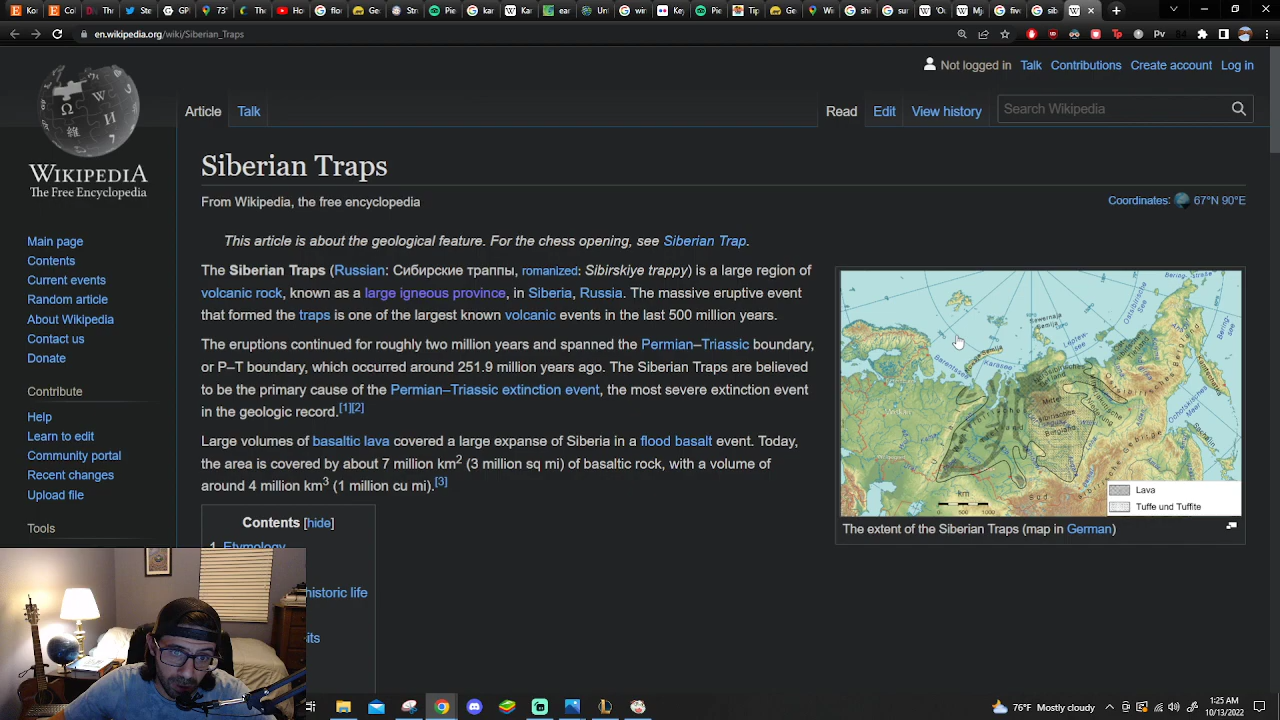 en.wikipedia.org/wiki/Siberian_Traps
Not logged in Talk Contributions Create account Log in
Article Talk Read Edit View history Search Wikipedia
WIKIPEDIA
The Free Encyclopedia
Main page
Contents
Current events
Random article
About Wikipedia
Contact us
Donate
Contribute
Help
Learn to edit
Community portal
Recent changes
Upload file
Tools
Siberian Traps
From Wikipedia, the free encyclopedia
Coordinates: 67°N 90°E
This article is about the geological feature. For the chess opening, see Siberian Trap.
The Siberian Traps (Russian: Сибирские траппы, romanized: Sibirskiye trappy) is a large region of
volcanic rock, known as a large igneous province, in Siberia, Russia. The massive eruptive event
that formed the traps is one of the largest known volcanic events in the last 500 million years.
The eruptions continued for roughly two million years and spanned the Permian–Triassic boundary,
or P–T boundary, which occurred around 251.9 million years ago. The Siberian Traps are believed
to be the primary cause of the Permian–Triassic extinction event, the most severe extinction event
in the geologic record.[1][2]
Large volumes of basaltic lava covered a large expanse of Siberia in a flood basalt event. Today,
the area is covered by about 7 million km2 (3 million sq mi) of basaltic rock, with a volume of
around 4 million km3 (1 million cu mi).[3]
Contents [hide]
1 Etymology
km
0 500 1.000
Lava
Tuffe und Tuffite
The extent of the Siberian Traps (map in German)
76°F Mostly cloudy
1:25 AM
10/13/2022